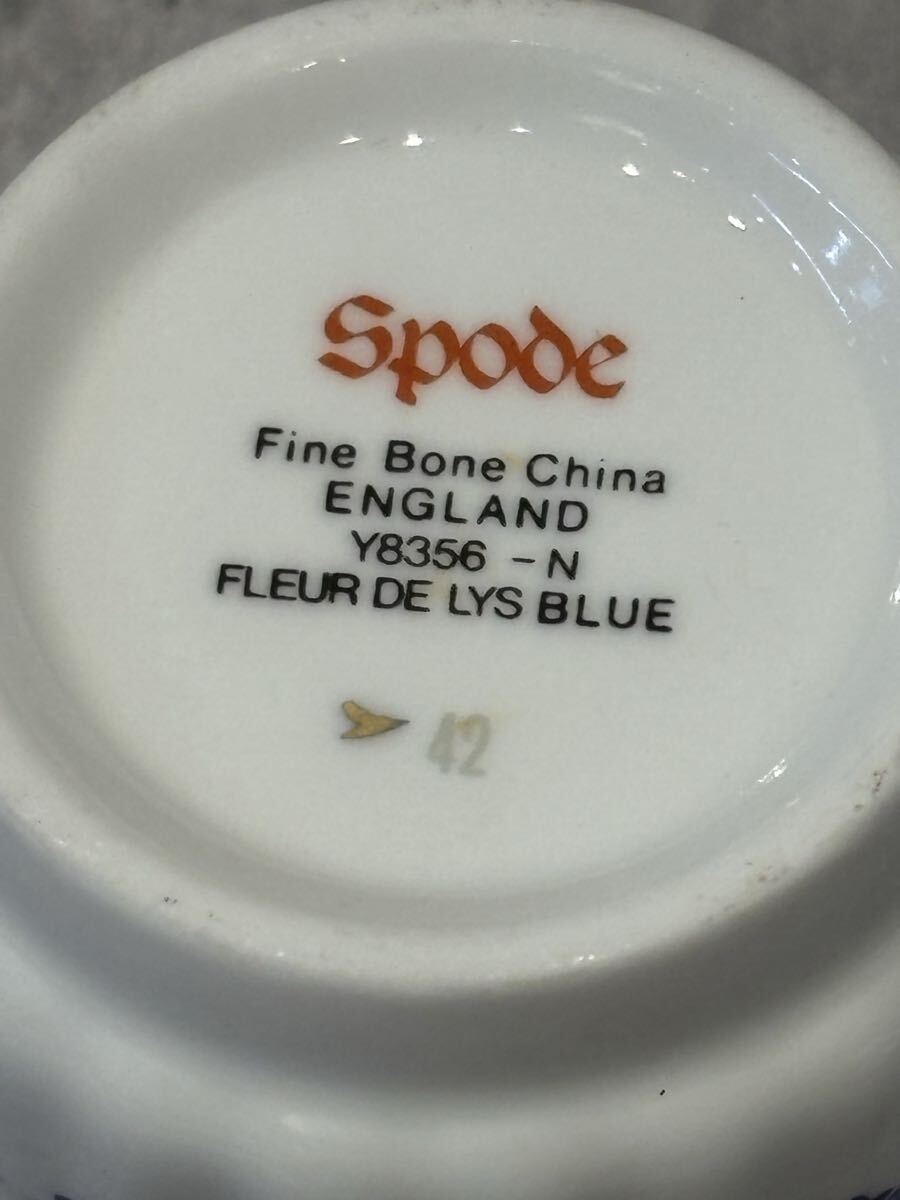 Spode
Fine Bone China
ENGLAND
Y8356 - N
FLEUR DE LYS BLUE
42